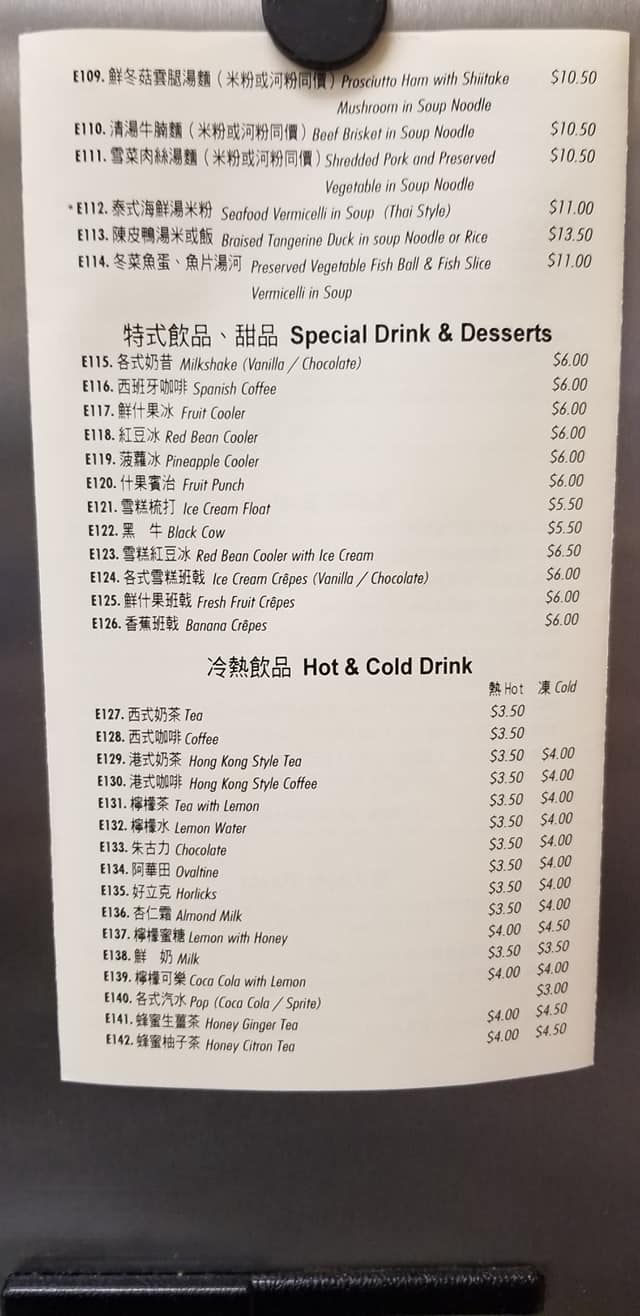 E109. 鮮冬菇雲腿湯麵（米粉或河粉同價）Prosciutto Ham with Shiitake $10.50
Mushroom in Soup Noodle
E110. 清湯牛腩麵（米粉或河粉同價）Beef Brisket in Soup Noodle $10.50
E111. 雪菜肉絲湯麵（米粉或河粉同價）Shredded Pork and Preserved $10.50
Vegetable in Soup Noodle
* E112. 泰式海鮮湯米粉 Seafood Vermicelli in Soup (Thai Style) $11.00
E113. 陳皮鴨湯米或飯 Braised Tangerine Duck in soup Noodle or Rice $13.50
E114. 冬菜魚蛋、魚片湯河 Preserved Vegetable Fish Ball & Fish Slice $11.00
Vermicelli in Soup
特式飲品、甜品 Special Drink & Desserts
E115. 各式奶昔 Milkshake (Vanilla / Chocolate) $6.00
E116. 西班牙咖啡 Spanish Coffee $6.00
E117. 鮮什果冰 Fruit Cooler $6.00
E118. 紅豆冰 Red Bean Cooler $6.00
E119. 菠蘿冰 Pineapple Cooler $6.00
E120. 什果賓治 Fruit Punch $6.00
E121. 雪糕梳打 Ice Cream Float $5.50
E122. 黑 牛 Black Cow $5.50
E123. 雪糕紅豆冰 Red Bean Cooler with Ice Cream $6.50
E124. 各式雪糕班戟 Ice Cream Crêpes (Vanilla / Chocolate) $6.00
E125. 鮮什果班戟 Fresh Fruit Crêpes $6.00
E126. 香蕉班戟 Banana Crêpes $6.00
冷熱飲品 Hot & Cold Drink
熱 Hot 凍 Cold
E127. 西式奶茶 Tea $3.50
E128. 西式咖啡 Coffee $3.50
E129. 港式奶茶 Hong Kong Style Tea $3.50 $4.00
E130. 港式咖啡 Hong Kong Style Coffee $3.50 $4.00
E131. 檸檬茶 Tea with Lemon $3.50 $4.00
E132. 檸檬水 Lemon Water $3.50 $4.00
E133. 朱古力 Chocolate $3.50 $4.00
E134. 阿華田 Ovaltine $3.50 $4.00
E135. 好立克 Horlicks $3.50 $4.00
E136. 杏仁霜 Almond Milk $3.50 $4.00
E137. 檸檬蜜糖 Lemon with Honey $4.00 $4.50
E138. 鮮 奶 Milk $3.50 $3.50
E139. 檸檬可樂 Coca Cola with Lemon $4.00 $4.00
E140. 各式汽水 Pop (Coca Cola / Sprite) $3.00
E141. 蜂蜜生薑茶 Honey Ginger Tea $4.00 $4.50
E142. 蜂蜜柚子茶 Honey Citron Tea $4.00 $4.50